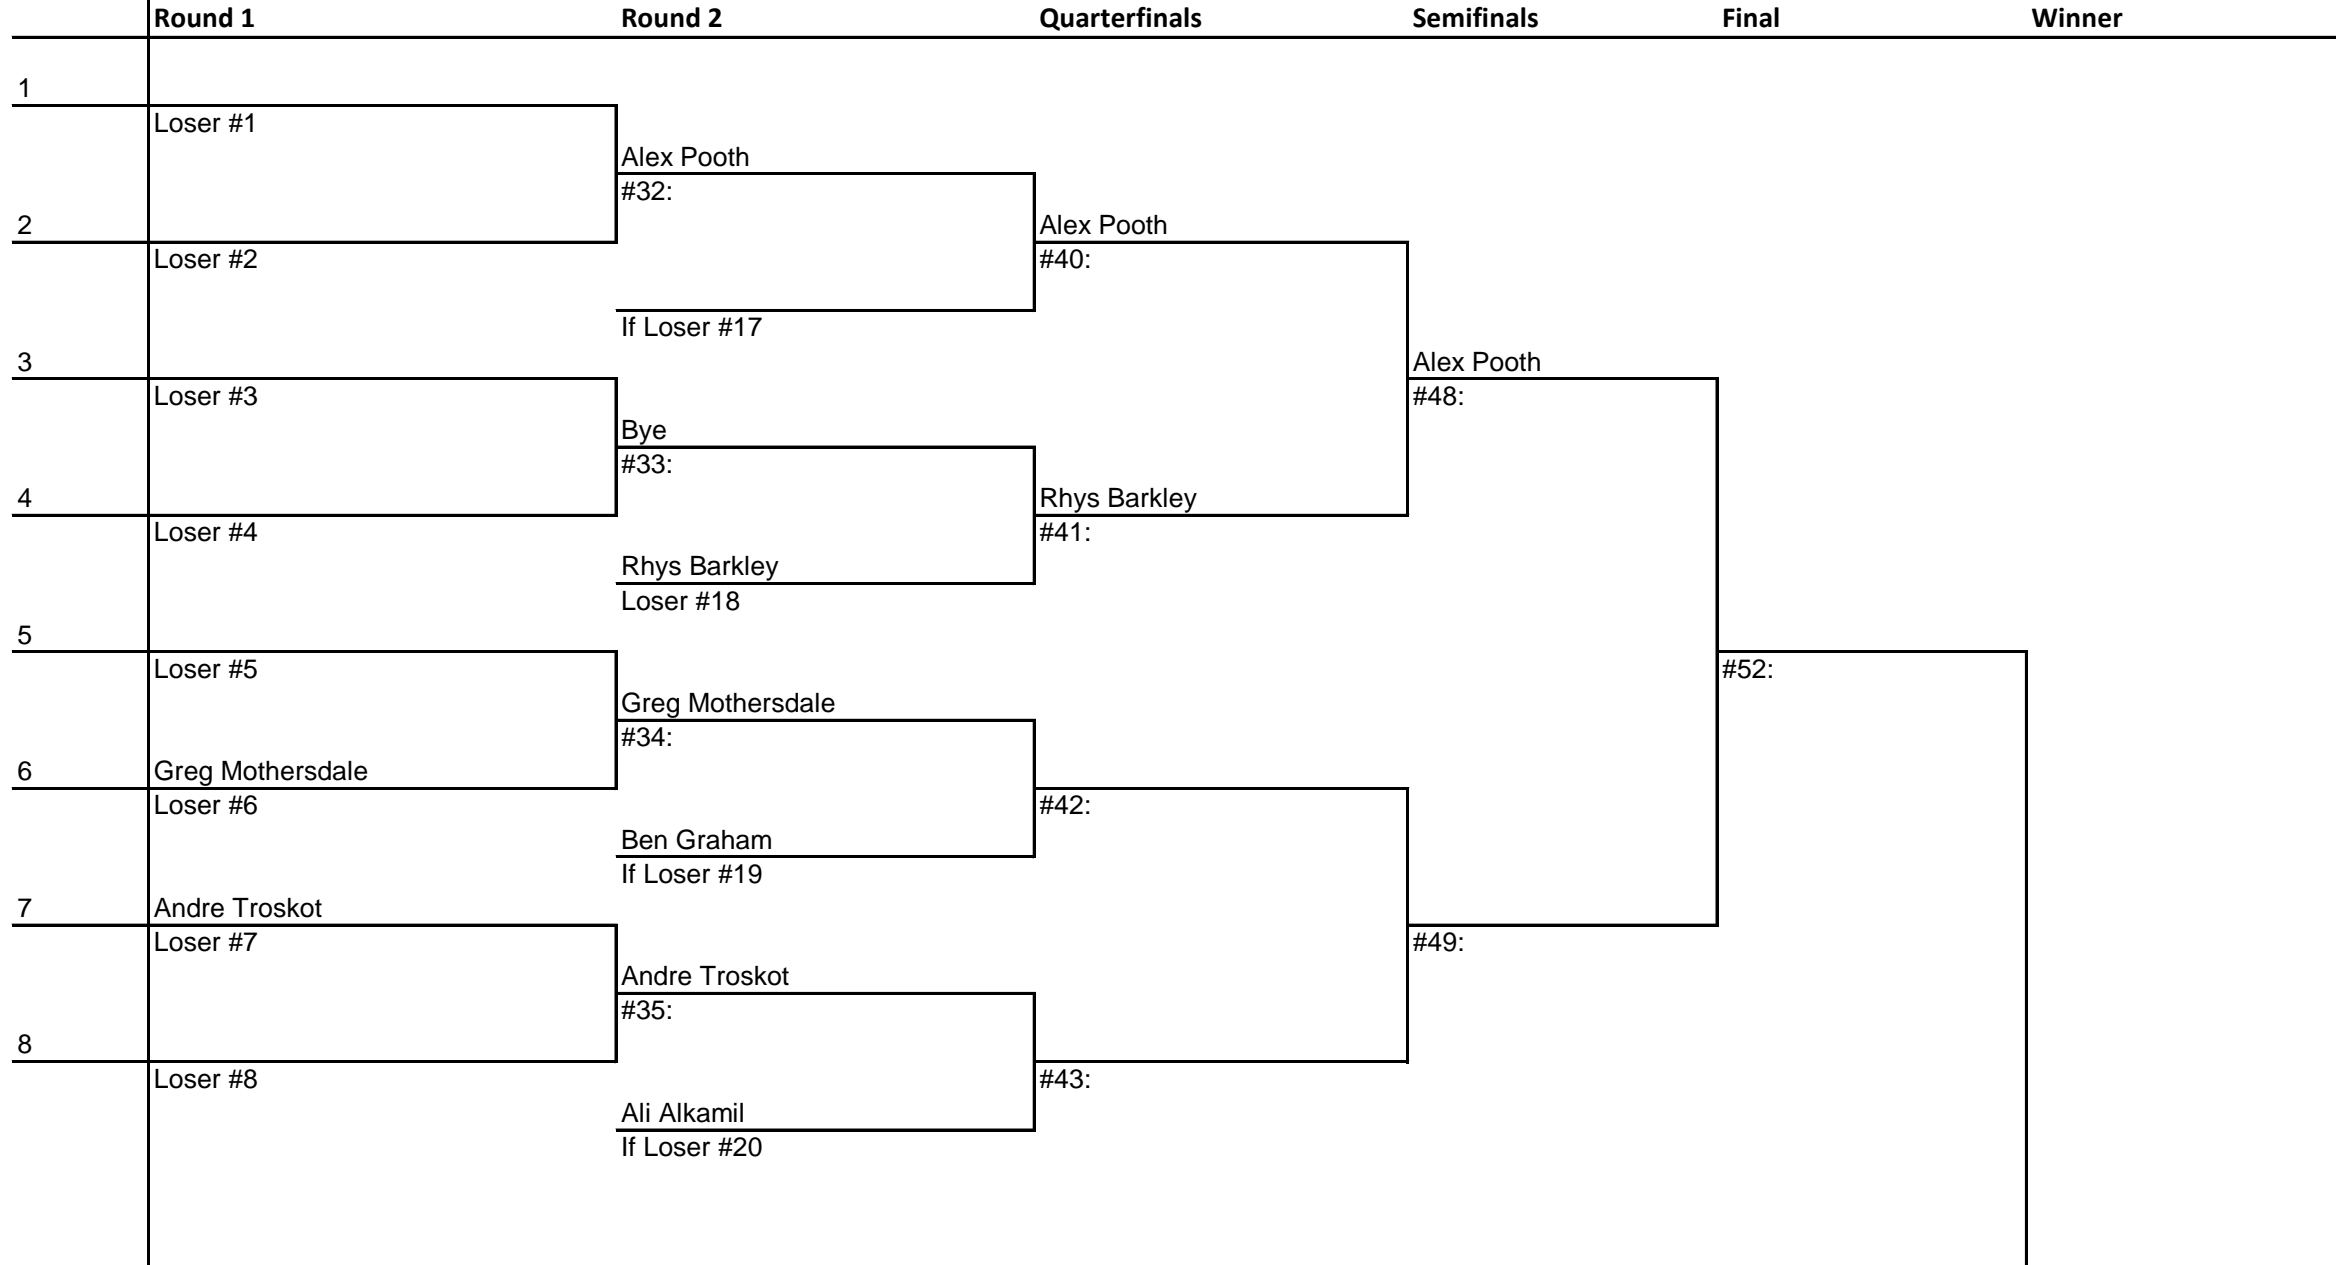 Round 1 Round 2 Quarterfinals Semifinals Final Winner
1
Loser #1
Alex Pooth
#32:
2 Alex Pooth
Loser #2 #40:
If Loser #17
3 Alex Pooth
Loser #3 #48:
Bye
#33:
4 Rhys Barkley
Loser #4 #41:
Rhys Barkley
Loser #18
5
Loser #5 #52:
Greg Mothersdale
#34:
6 Greg Mothersdale
Loser #6 #42:
Ben Graham
If Loser #19
7 Andre Troskot
Loser #7 #49:
Andre Troskot
#35:
8
Loser #8 #43:
Ali Alkamil
If Loser #20